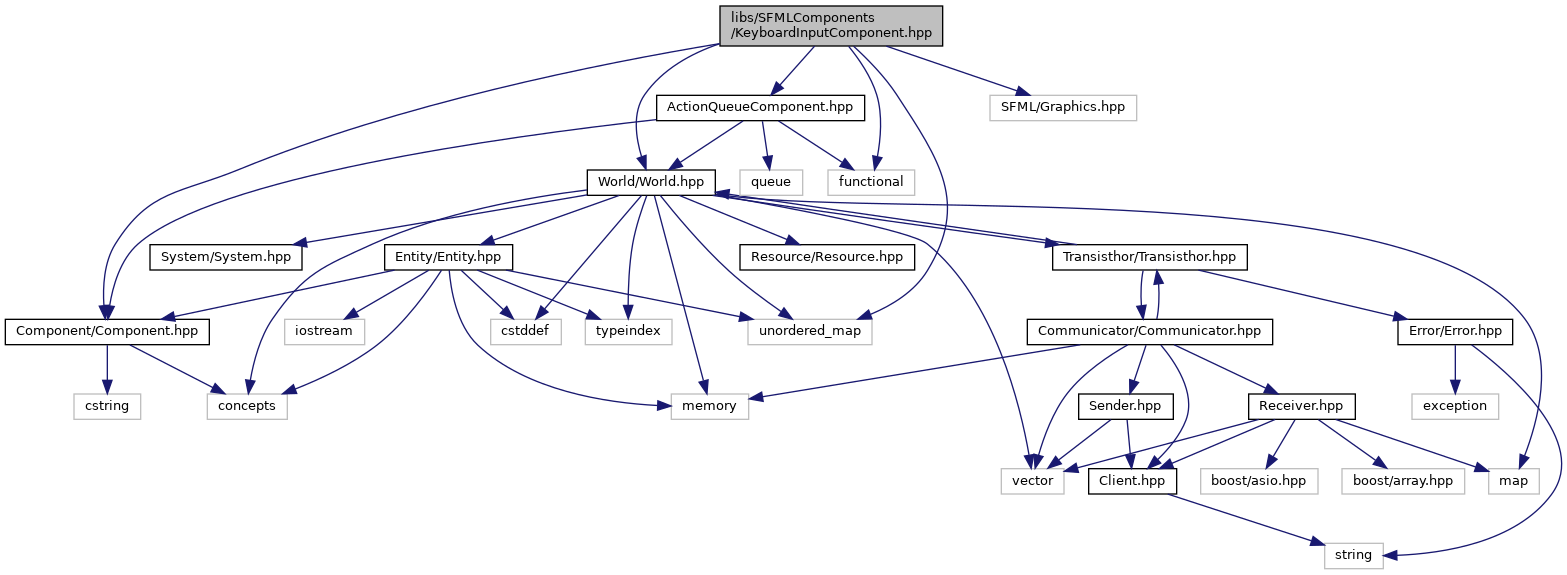 libs/SFMLComponents
/KeyboardInputComponent.hpp
ActionQueueComponent.hpp
SFML/Graphics.hpp
World/World.hpp
queue
functional
System/System.hpp
Entity/Entity.hpp
Resource/Resource.hpp
Transisthor/Transisthor.hpp
Component/Component.hpp
iostream
cstddef
typeindex
unordered_map
Communicator/Communicator.hpp
Error/Error.hpp
cstring
concepts
memory
Sender.hpp
Receiver.hpp
exception
vector
Client.hpp
boost/asio.hpp
boost/array.hpp
map
string